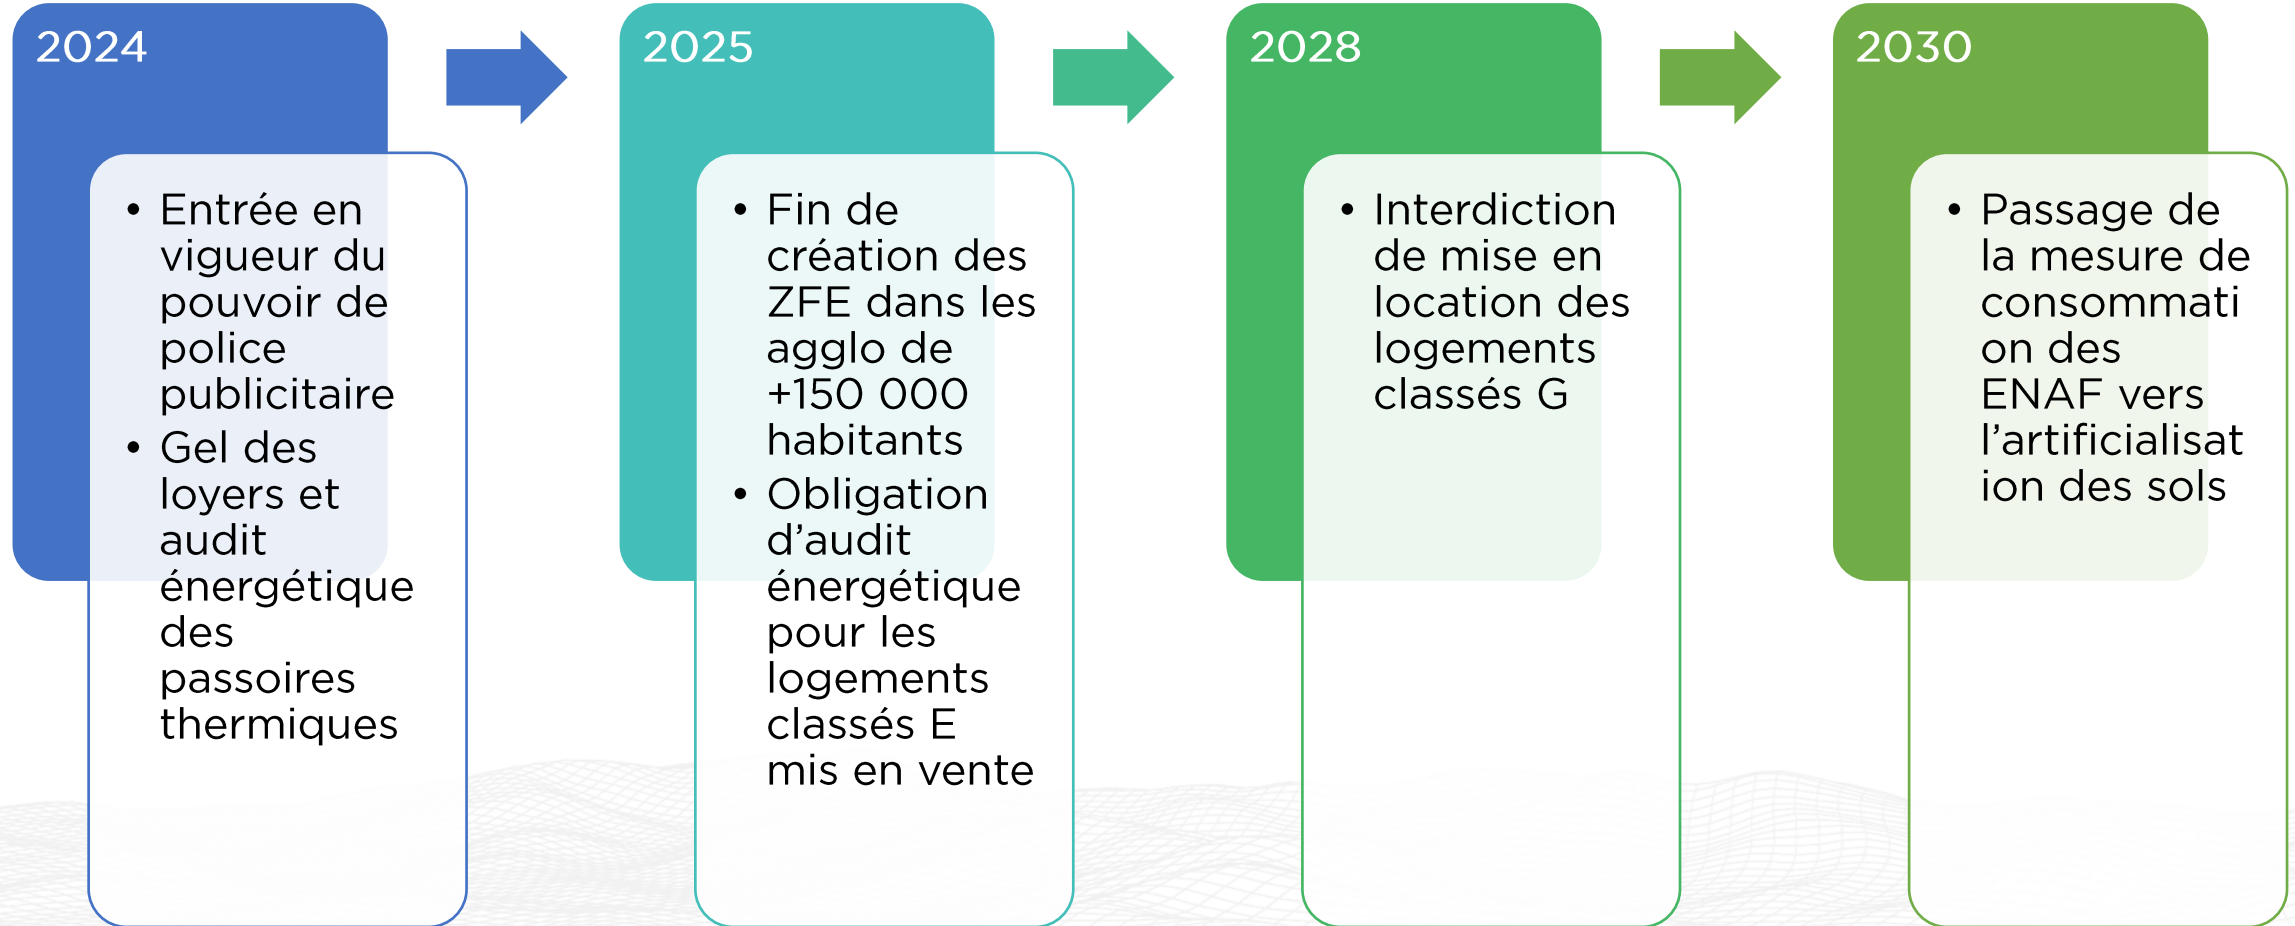 2024
• Entrée en
vigueur du
pouvoir de
police
publicitaire
• Gel des
loyers et
audit
énergétique
des
passoires
thermiques
2025
• Fin de
création des
ZFE dans les
agglo de
+150 000
habitants
• Obligation
d’audit
énergétique
pour les
logements
classés E
mis en vente
2028
• Interdiction
de mise en
location des
logements
classés G
2030
• Passage de
la mesure de
consommati
on des
ENAF vers
l’artificialisat
ion des sols